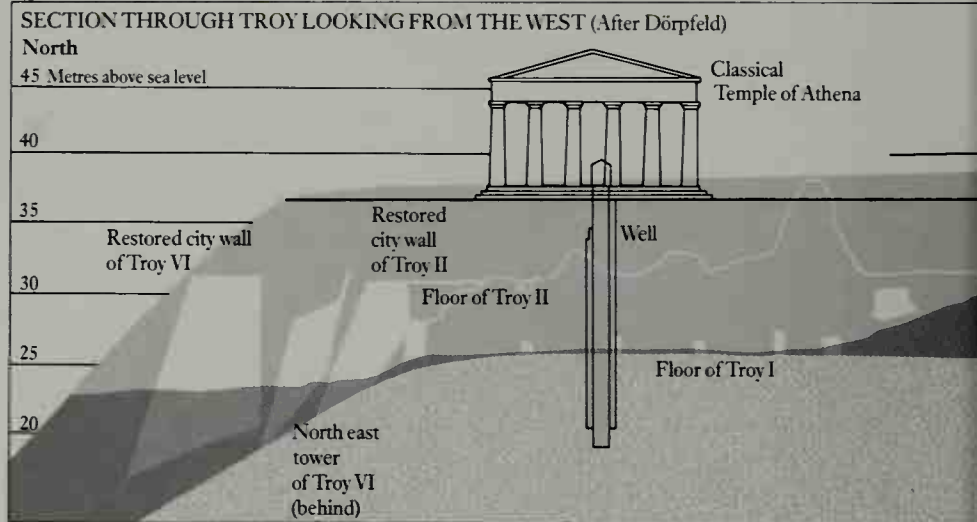 SECTION THROUGH TROY LOOKING FROM THE WEST (After Dörpfeld)
North
45 Metres above sea level
Classical
Temple of Athena
40
35
Restored city wall
of Troy VI
Restored
city wall
of Troy II
Well
30
Floor of Troy II
25
Floor of Troy I
20
North east
tower
of Troy VI
(behind)